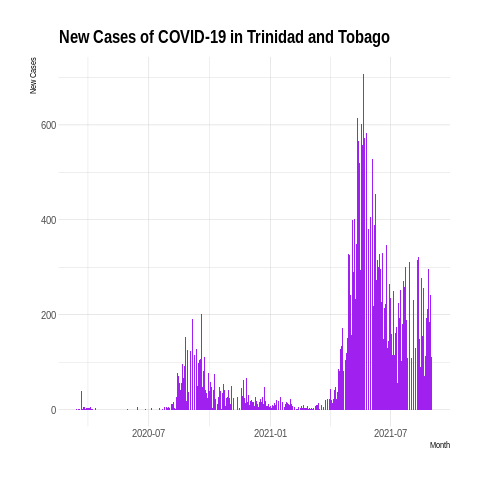 New Cases of COVID-19 in Trinidad and Tobago
New Cases
600
400
200
0
2020-07
2021-01
2021-07
Month